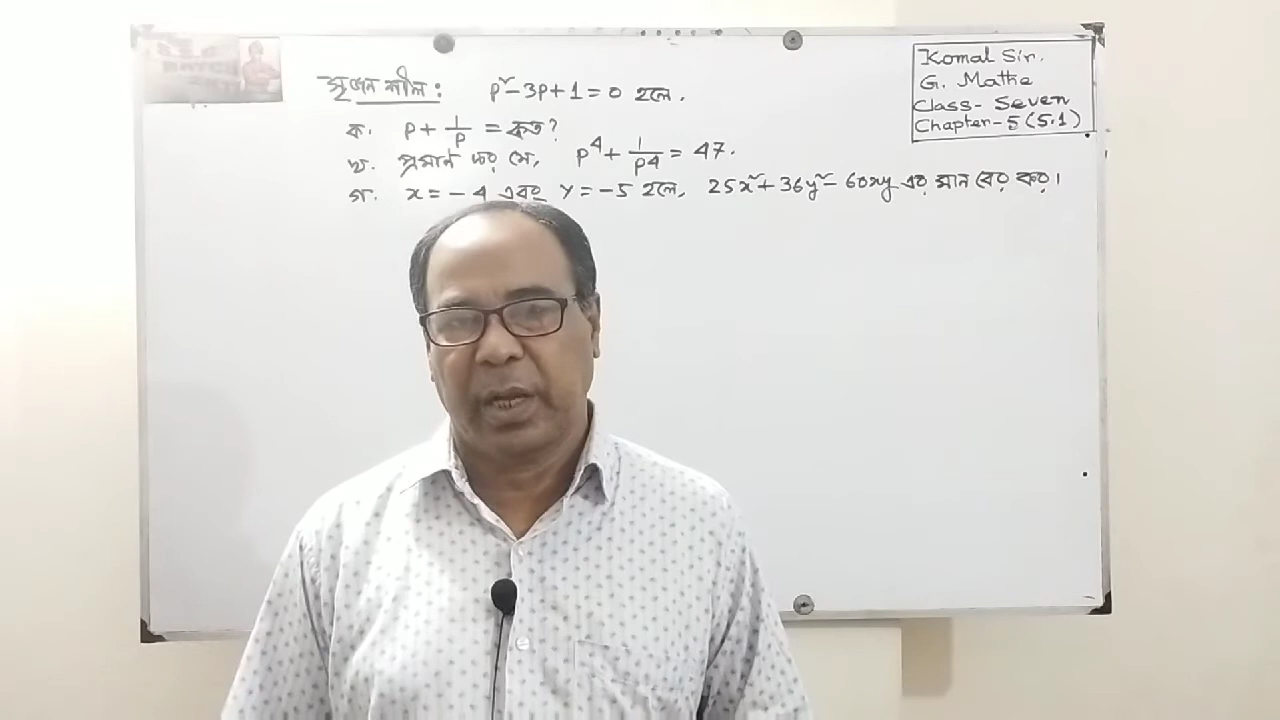 সৃজনশীল: p²-3p+1=0 হলে,
ক. p+1/p = কত?
খ. প্রমান কর যে, p⁴+1/p⁴ = 47.
গ. x=-4 এবং y=-5 হলে, 25x²+36y²-60xy এর মান বের কর।
Komal Sir.
G. Mathe
Class- Seven
Chapter-5(5.1)